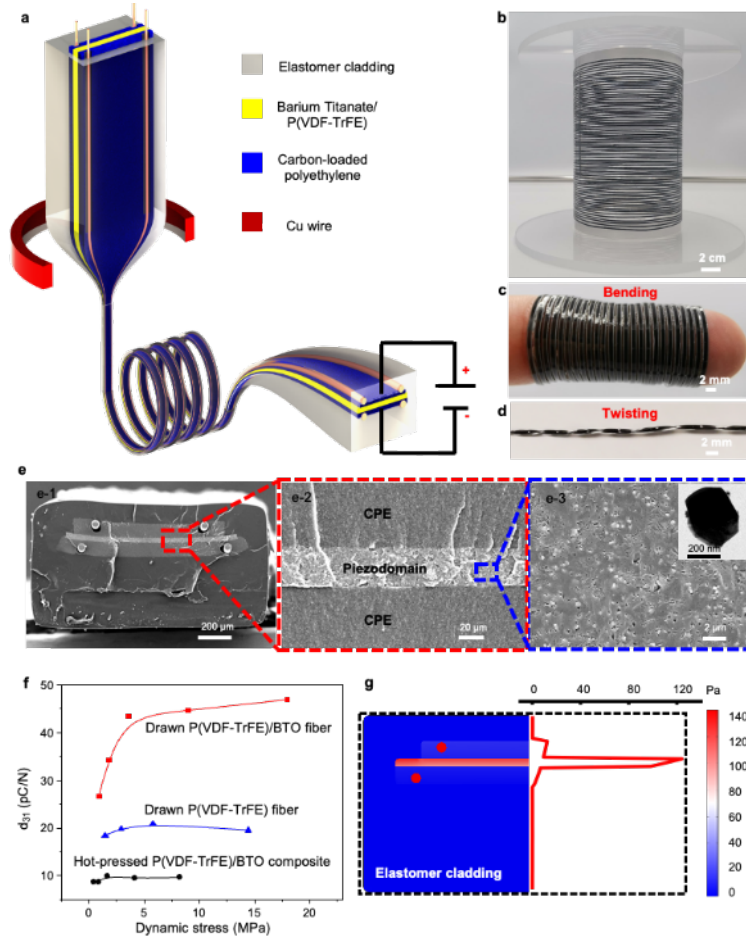 a
Elastomer cladding
Barium Titanate/
P(VDF-TrFE)
Carbon-loaded
polyethylene
Cu wire
+
-
b
2 cm
c
Bending
2 mm
d
Twisting
2 mm
e
e-1
200 μm
e-2
CPE
Piezodomain
CPE
20 μm
e-3
200 nm
2 μm
f
50
40
30
20
10
d31 (pC/N)
Drawn P(VDF-TrFE)/BTO fiber
Drawn P(VDF-TrFE) fiber
Hot-pressed P(VDF-TrFE)/BTO composite
0 5 10 15 20
Dynamic stress (MPa)
g
0 40 80 120
Pa
140
120
100
80
60
40
20
0
Elastomer cladding